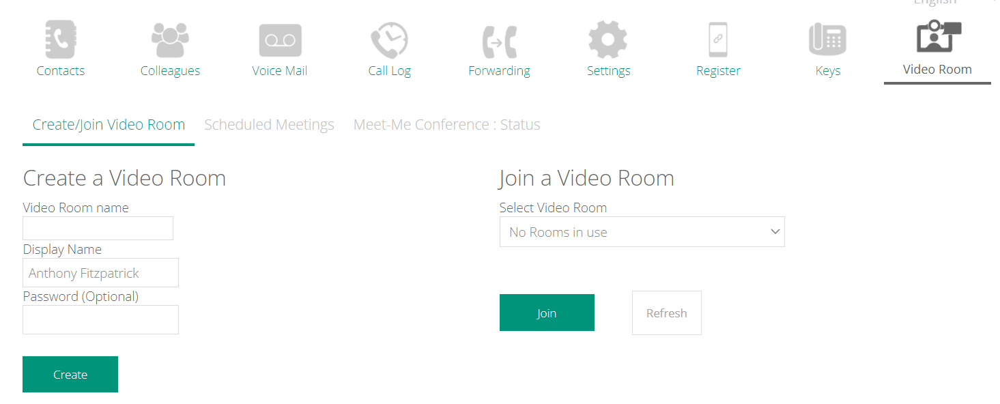 English
Contacts
Colleagues
Voice Mail
Call Log
Forwarding
Settings
Register
Keys
Video Room
Create/Join Video Room
Scheduled Meetings
Meet-Me Conference : Status
Create a Video Room
Video Room name
Display Name
Anthony Fitzpatrick
Password (Optional)
Create
Join a Video Room
Select Video Room
No Rooms in use
Join
Refresh